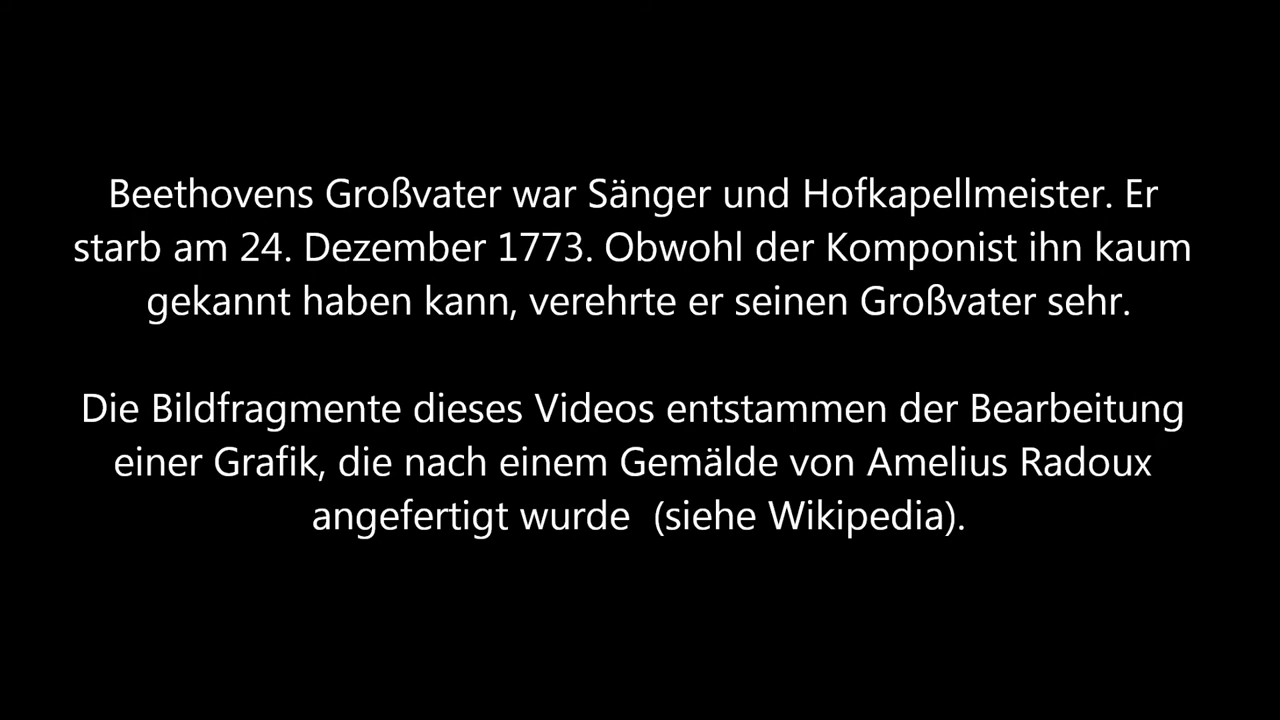 Beethovens Großvater war Sänger und Hofkapellmeister. Er
starb am 24. Dezember 1773. Obwohl der Komponist ihn kaum
gekannt haben kann, verehrte er seinen Großvater sehr.
Die Bildfragmente dieses Videos entstammen der Bearbeitung
einer Grafik, die nach einem Gemälde von Amelius Radoux
angefertigt wurde  (siehe Wikipedia).